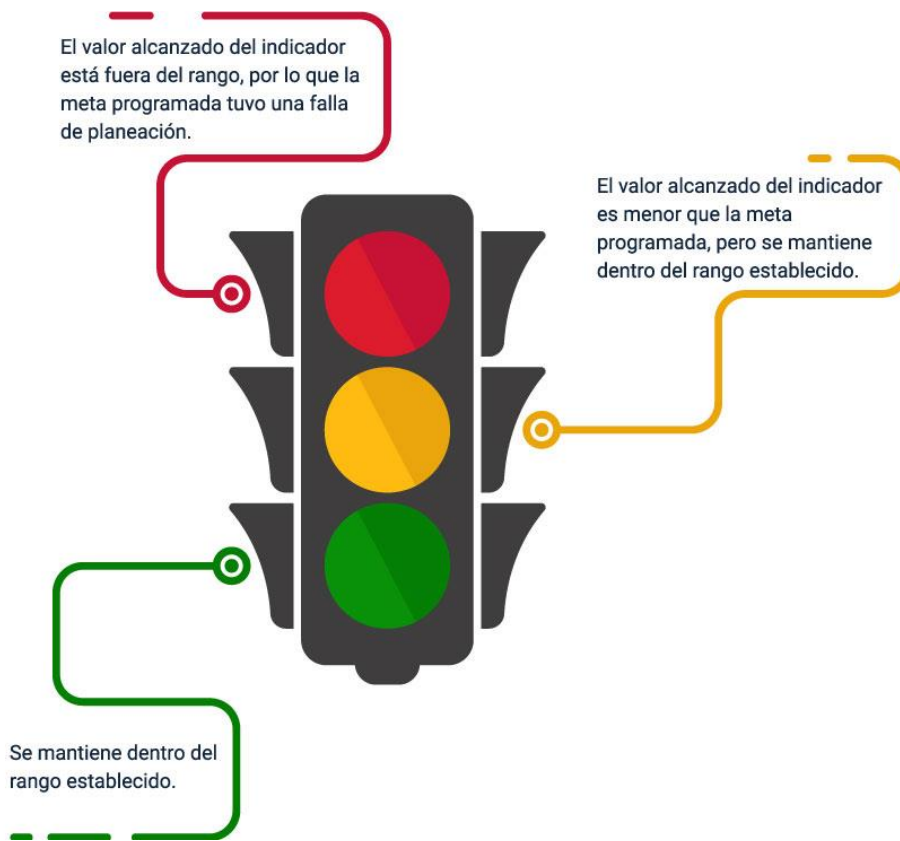 El valor alcanzado del indicador
está fuera del rango, por lo que la
meta programada tuvo una falla
de planeación.
El valor alcanzado del indicador
es menor que la meta
programada, pero se mantiene
dentro del rango establecido.
Se mantiene dentro del
rango establecido.